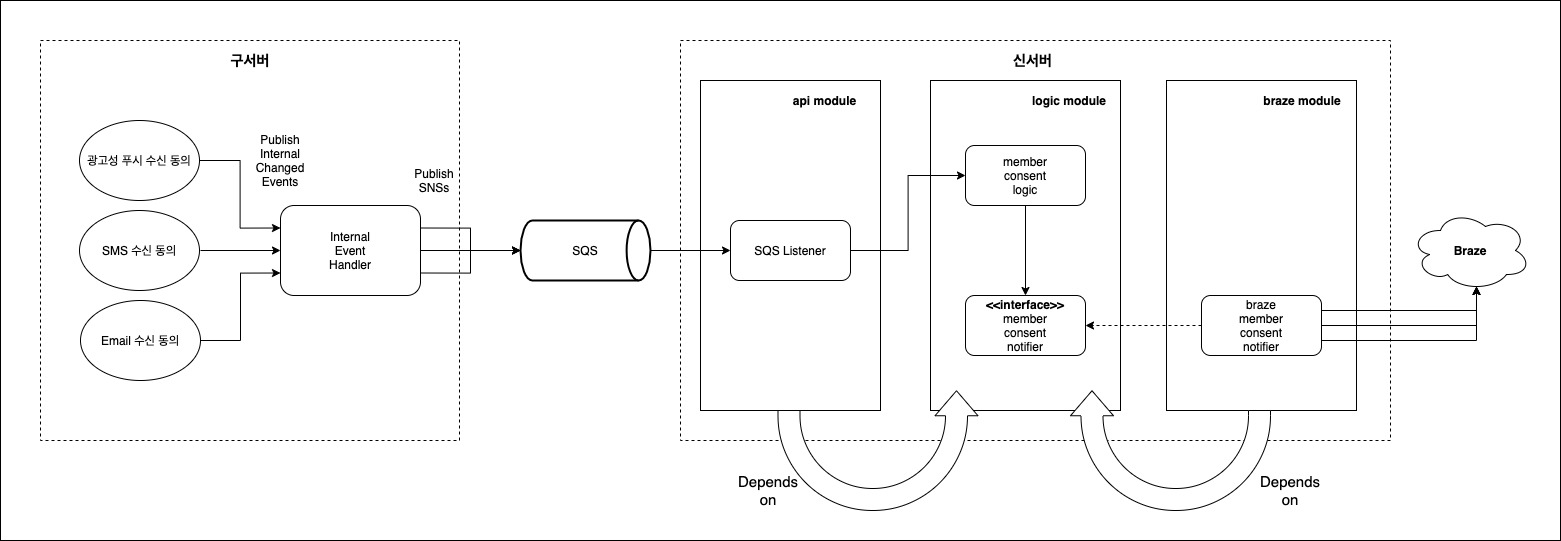 구서버
광고성 푸시 수신 동의
SMS 수신 동의
Email 수신 동의
Publish
Internal
Changed
Events
Internal
Event
Handler
Publish
SNSs
SQS
신서버
api module
SQS Listener
logic module
member
consent
logic
<<interface>>
member
consent
notifier
braze module
braze
member
consent
notifier
Braze
Depends
on
Depends
on